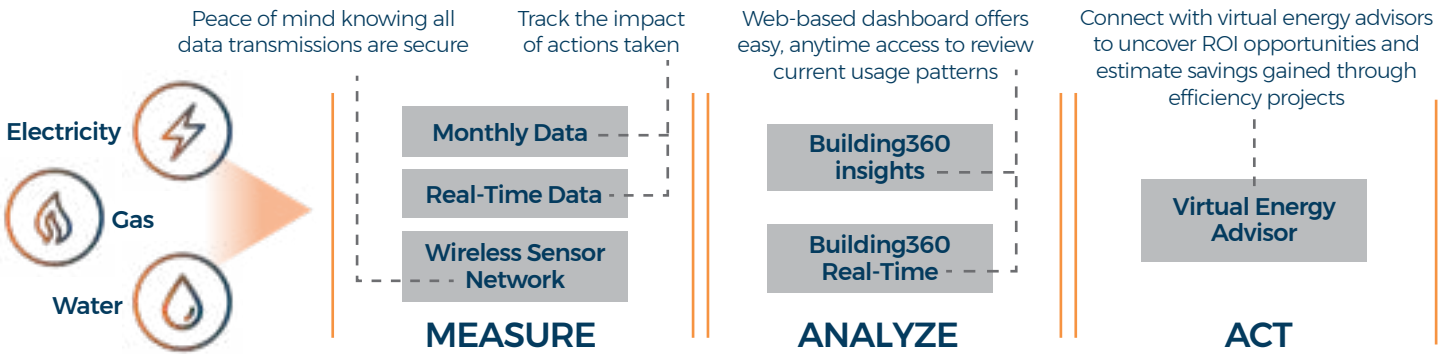 Peace of mind knowing all
data transmissions are secure
Track the impact
of actions taken
Web-based dashboard offers
easy, anytime access to review
current usage patterns
Connect with virtual energy advisors
to uncover ROI opportunities and
estimate savings gained through
efficiency projects
Electricity
Gas
Water
Monthly Data
Real-Time Data
Wireless Sensor
Network
MEASURE
Building360
insights
Building360
Real-Time
ANALYZE
Virtual Energy
Advisor
ACT